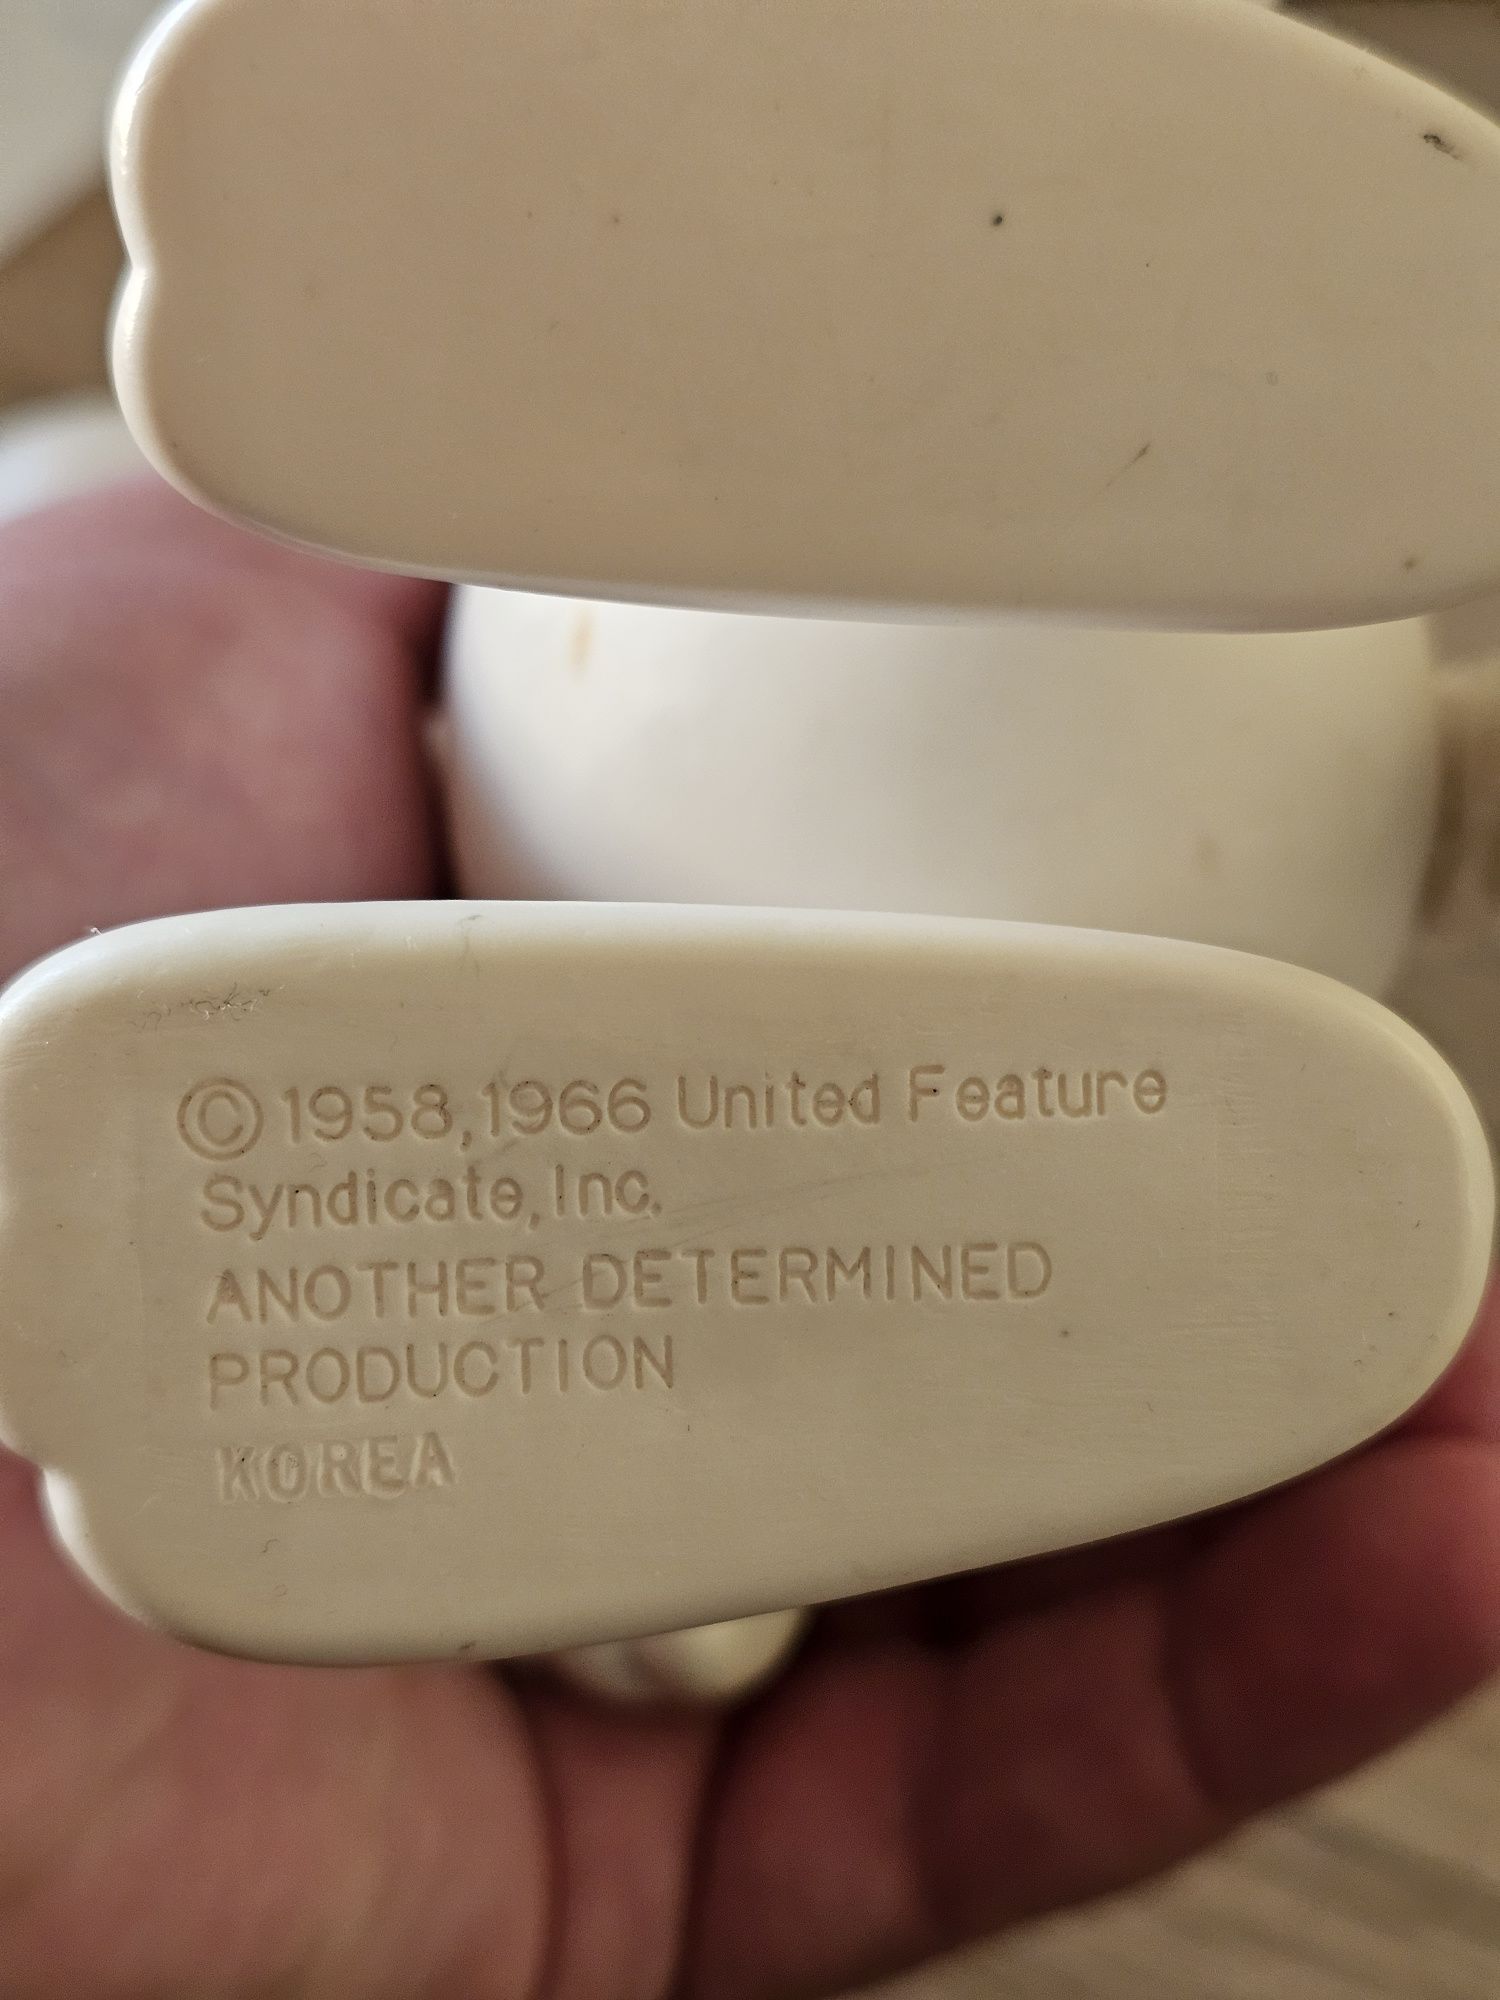 ©1958,1966 United Feature
Syndicate, Inc.
ANOTHER DETERMINED
PRODUCTION
KOREA